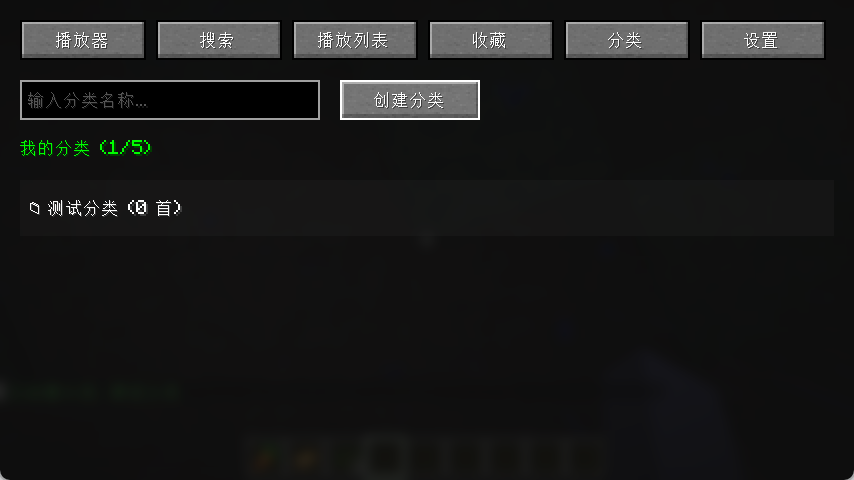 播放器 搜索 播放列表 收藏 分类 设置
输入分类名称... 创建分类
我的分类 (1/5)
测试分类 (0 首)